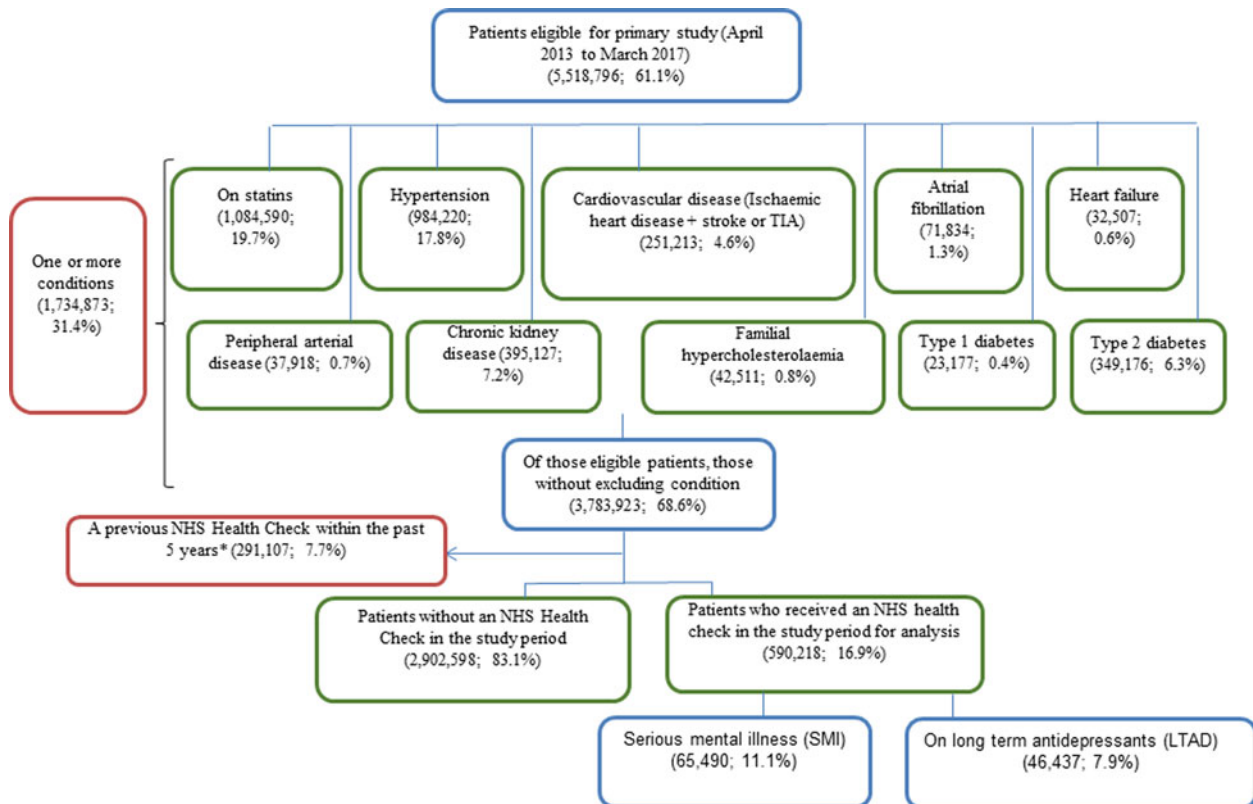 Patients eligible for primary study (April
2013 to March 2017)
(5,518,796; 61.1%)
One or more
conditions
(1,734,873;
31.4%)
On statins
(1,084,590;
19.7%)
Hypertension
(984,220;
17.8%)
Cardiovascular disease (Ischaemic
heart disease + stroke or TIA)
(251,213; 4.6%)
Atrial
fibrillation
(71,834;
1.3%)
Heart failure
(32,507;
0.6%)
Peripheral arterial
disease (37,918; 0.7%)
Chronic kidney
disease (395,127;
7.2%)
Familial
hypercholesterolaemia
(42,511; 0.8%)
Type 1 diabetes
(23,177; 0.4%)
Type 2 diabetes
(349,176; 6.3%)
Of those eligible patients, those
without excluding condition
(3,783,923; 68.6%)
A previous NHS Health Check within the past
5 years* (291,107; 7.7%)
Patients without an NHS Health
Check in the study period
(2,902,598; 83.1%)
Patients who received an NHS health
check in the study period for analysis
(590,218; 16.9%)
Serious mental illness (SMI)
(65,490; 11.1%)
On long term antidepressants (LTAD)
(46,437; 7.9%)